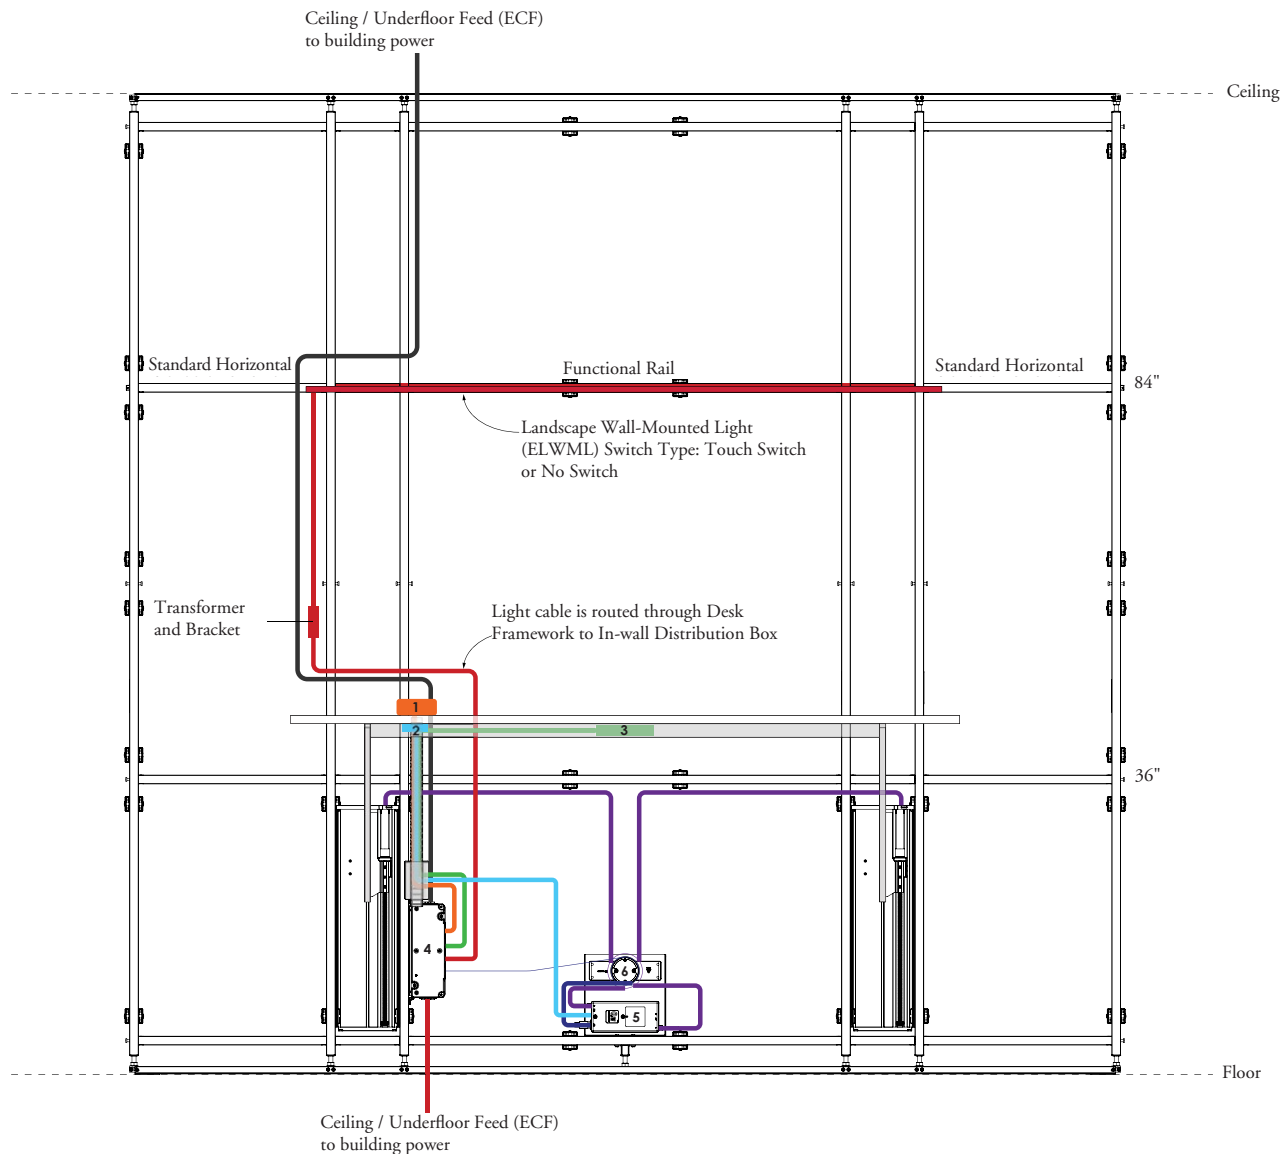 Ceiling / Underfloor Feed (ECF)
to building power
Ceiling
Standard Horizontal
Functional Rail
Standard Horizontal
84"
Landscape Wall-Mounted Light
(ELWML) Switch Type: Touch Switch
or No Switch
Transformer
and Bracket
Light cable is routed through Desk
Framework to In-wall Distribution Box
1
2
3
36"
4
6
5
Floor
Ceiling / Underfloor Feed (ECF)
to building power